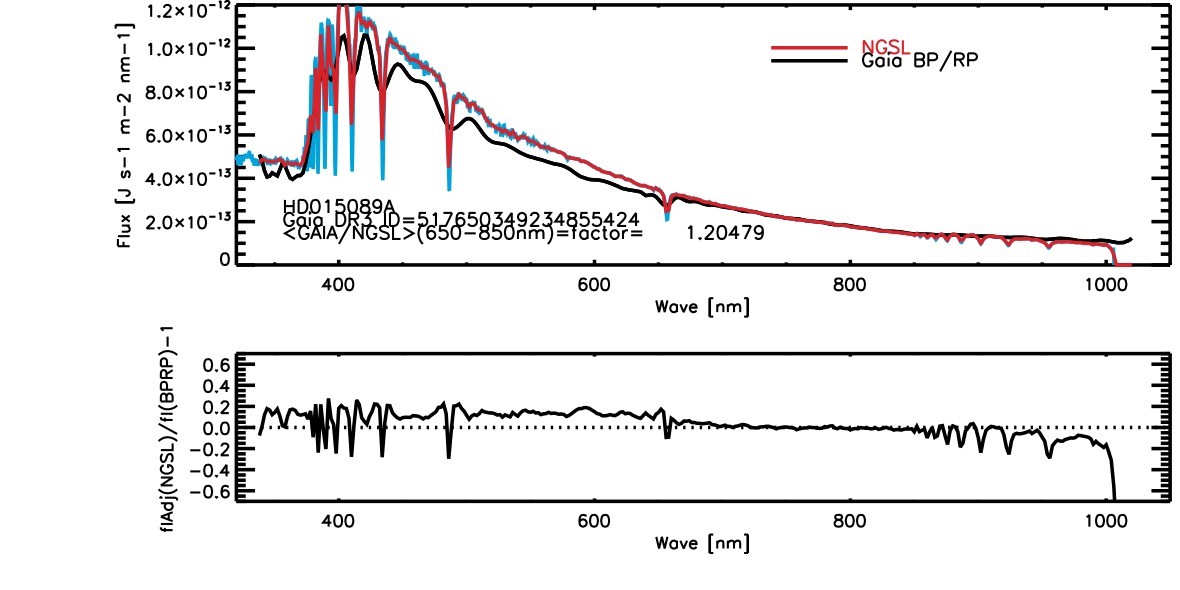 1.2×10−12
1.0×10−12
8.0×10−13
6.0×10−13
4.0×10−13
2.0×10−13
0
Flux [J s−1 m−2 nm−1]
NGSL
Gaia BP/RP
HD015089A
Gaia DR3 ID=5176503492348554​24
<GAIA/NGSL>(650−850nm)=factor= 1.20479
400 600 800 1000
Wave [nm]
flAdj(NGSL)/fl(BPRP)−1
0.6
0.4
0.2
0.0
−0.2
−0.4
−0.6
400 600 800 1000
Wave [nm]